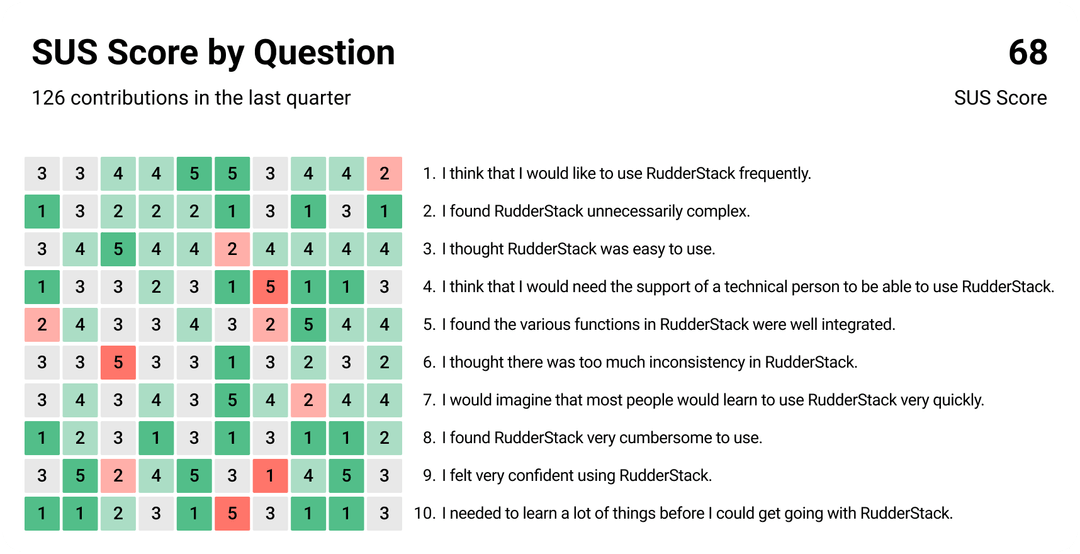 SUS Score by Question
68
126 contributions in the last quarter
SUS Score
3 3 4 4 5 5 3 4 4 2 1. I think that I would like to use RudderStack frequently.
1 3 2 2 2 1 3 1 3 1 2. I found RudderStack unnecessarily complex.
3 4 5 4 4 2 4 4 4 4 3. I thought RudderStack was easy to use.
1 3 3 2 3 1 5 1 1 3 4. I think that I would need the support of a technical person to be able to use RudderStack.
2 4 3 3 4 3 2 5 4 4 5. I found the various functions in RudderStack were well integrated.
3 3 5 3 3 1 3 2 3 2 6. I thought there was too much inconsistency in RudderStack.
3 4 3 4 3 5 4 2 4 4 7. I would imagine that most people would learn to use RudderStack very quickly.
1 2 3 1 3 1 3 1 1 2 8. I found RudderStack very cumbersome to use.
3 5 2 4 5 3 1 4 5 3 9. I felt very confident using RudderStack.
1 1 2 3 1 5 3 1 1 3 10. I needed to learn a lot of things before I could get going with RudderStack.